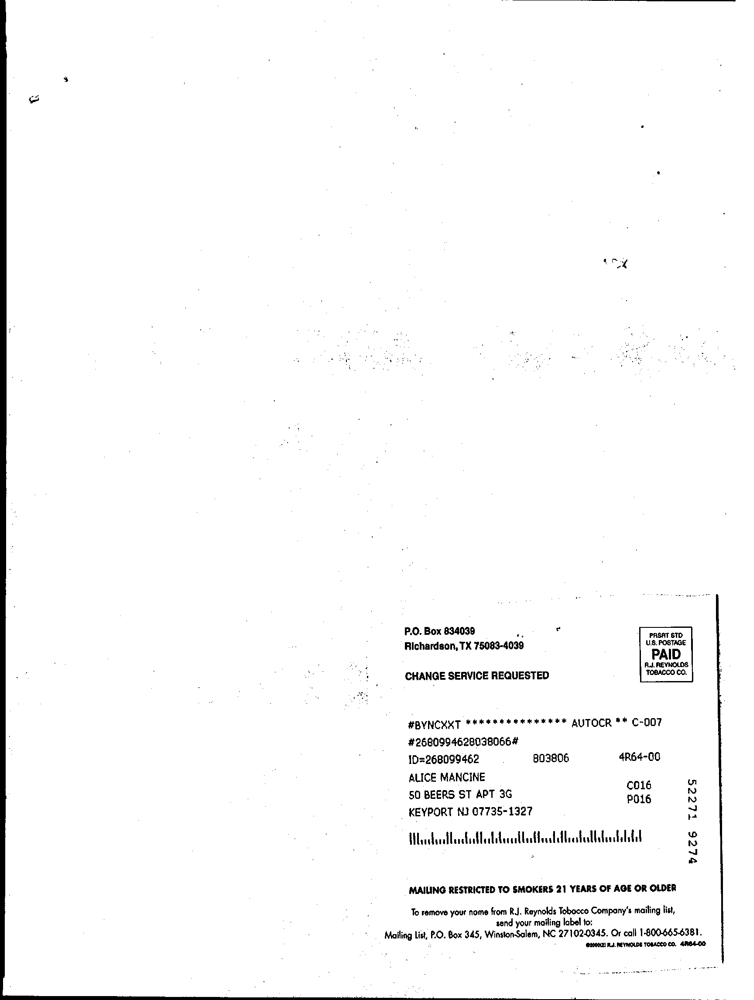 P.O. Box 834039
Richardson, TX 75083-4039
CHANGE SERVICE REQUESTED
PRSRT STD
U.S. POSTAGE
PAID
R.J. REYNOLDS
TOBACCO CO.
#BYNCXXT *************** AUTOCR ** C-007
#2680994628038066#
ID=268099462 803806 4R64-00
ALICE MANCINE
50 BEERS ST APT 3G C016
P016
KEYPORT NJ 07735-1327
52271 9274
MAILING RESTRICTED TO SMOKERS 21 YEARS OF AGE OR OLDER
To remove your name from R.J. Reynolds Tobacco Company's mailing list,
send your mailing label to:
Mailing List, P.O. Box 345, Winston-Salem, NC 27102-0345. Or call 1-800-665-6381.
R.J. REYNOLDS TOBACCO CO. 4R64-00